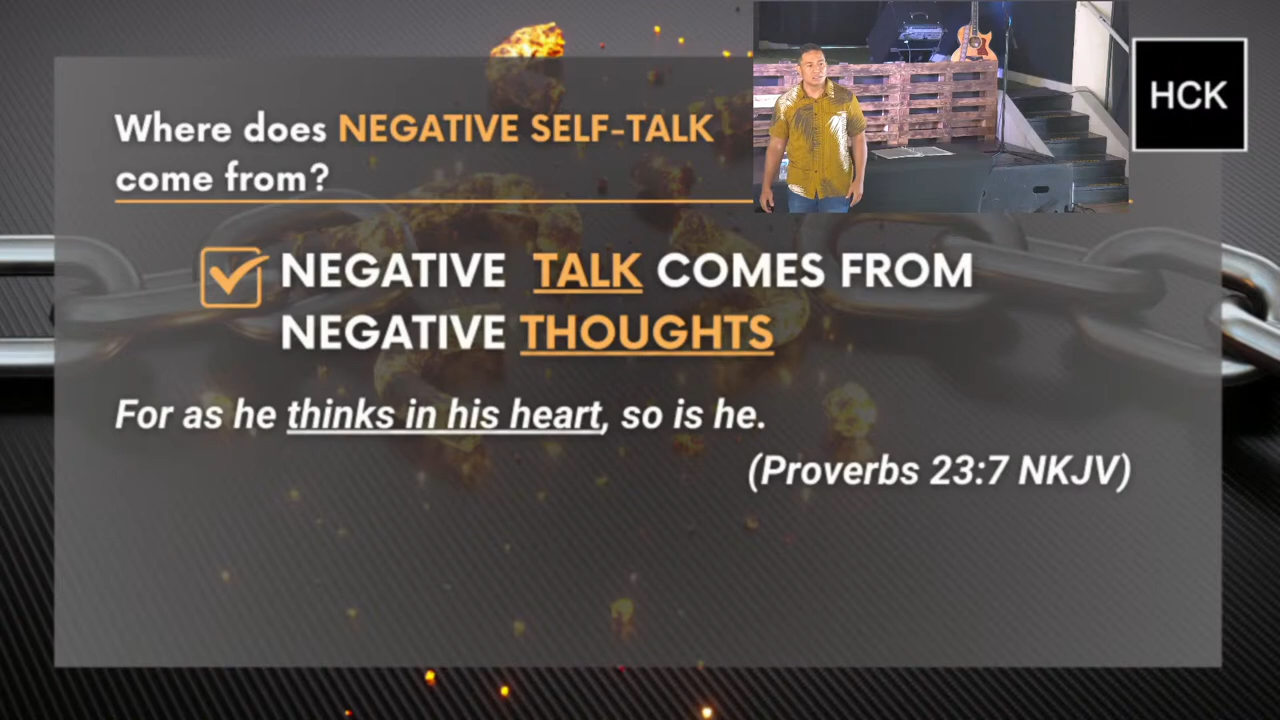 Where does NEGATIVE SELF-TALK
come from?
HCK
NEGATIVE TALK COMES FROM
NEGATIVE THOUGHTS
For as he thinks in his heart, so is he.
(Proverbs 23:7 NKJV)